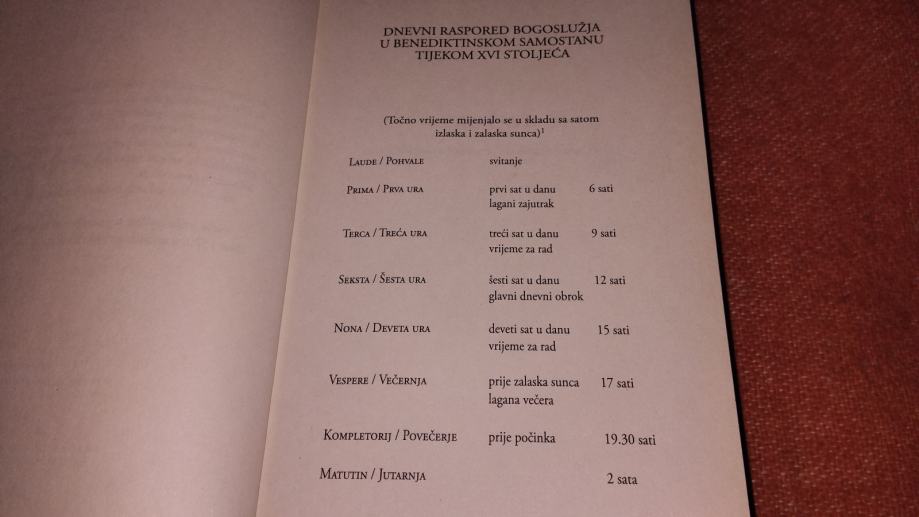 DNEVNI RASPORED BOGOSLUŽJA
U BENEDIKTINSKOM SAMOSTANU
TIJEKOM XVI STOLJEĆA
(Točno vrijeme mijenjalo se u skladu sa satom
izlaska i zalaska sunca)¹
LAUDE / POHVALE svitanje
PRIMA / PRVA URA prvi sat u danu 6 sati
lagani zajutrak
TERCA / TREĆA URA treći sat u danu 9 sati
vrijeme za rad
SEKSTA / ŠESTA URA šesti sat u danu 12 sati
glavni dnevni obrok
NONA / DEVETA URA deveti sat u danu 15 sati
vrijeme za rad
VESPERE / VEČERNJA prije zalaska sunca 17 sati
lagana večera
KOMPLETORIJ / POVEČERJE prije počinka 19.30 sati
MATUTIN / JUTARNJA 2 sata